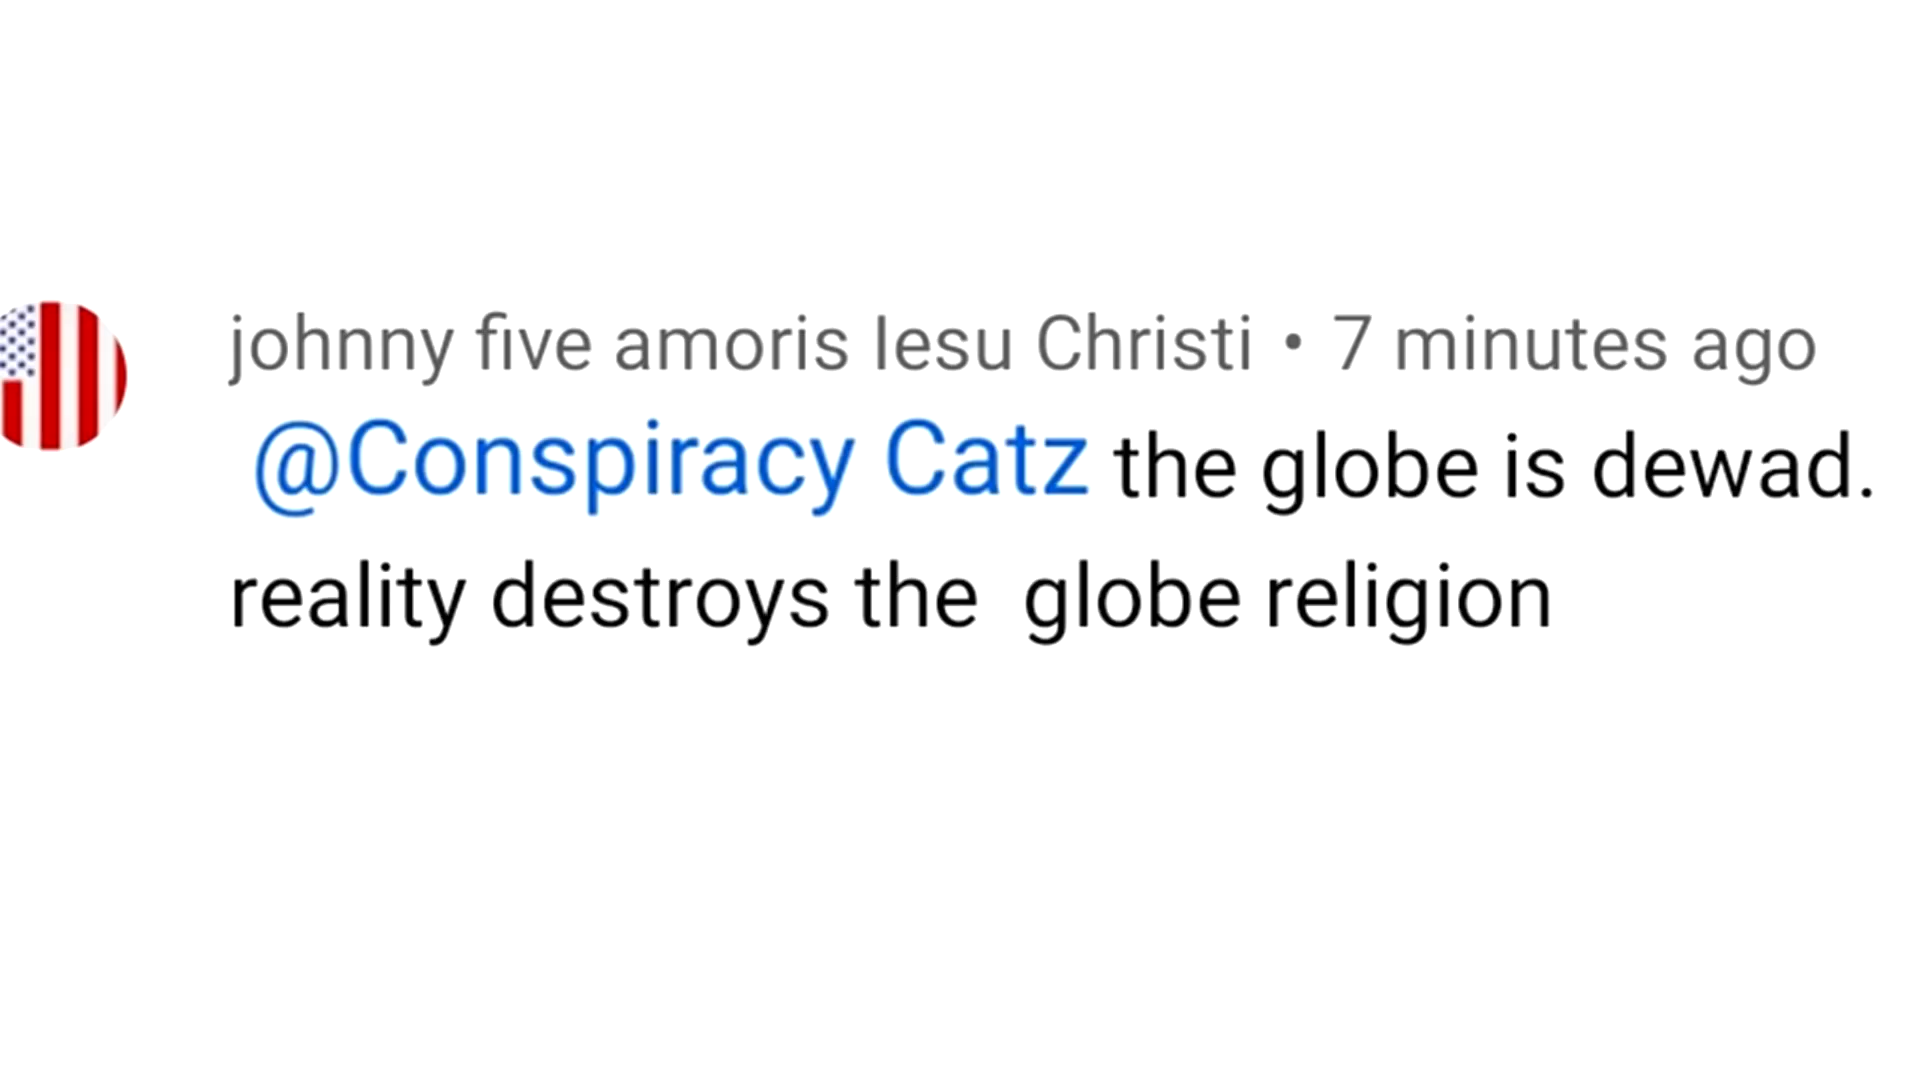 johnny five amoris Iesu Christi • 7 minutes ago
@Conspiracy Catz the globe is dewad.
reality destroys the  globe religion